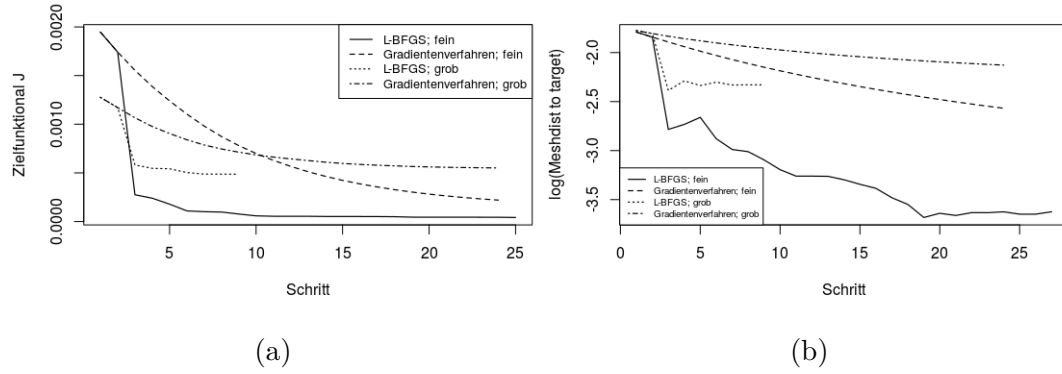 Zielfunktional J
0.0000
0.0010
0.0020
L-BFGS; fein
Gradientenverfahren; fein
L-BFGS; grob
Gradientenverfahren; grob
5
10
15
20
25
Schritt
(a)
log(Meshdist to target)
-3.5
-3.0
-2.5
-2.0
L-BFGS; fein
Gradientenverfahren; fein
L-BFGS; grob
Gradientenverfahren; grob
0
5
10
15
20
25
Schritt
(b)